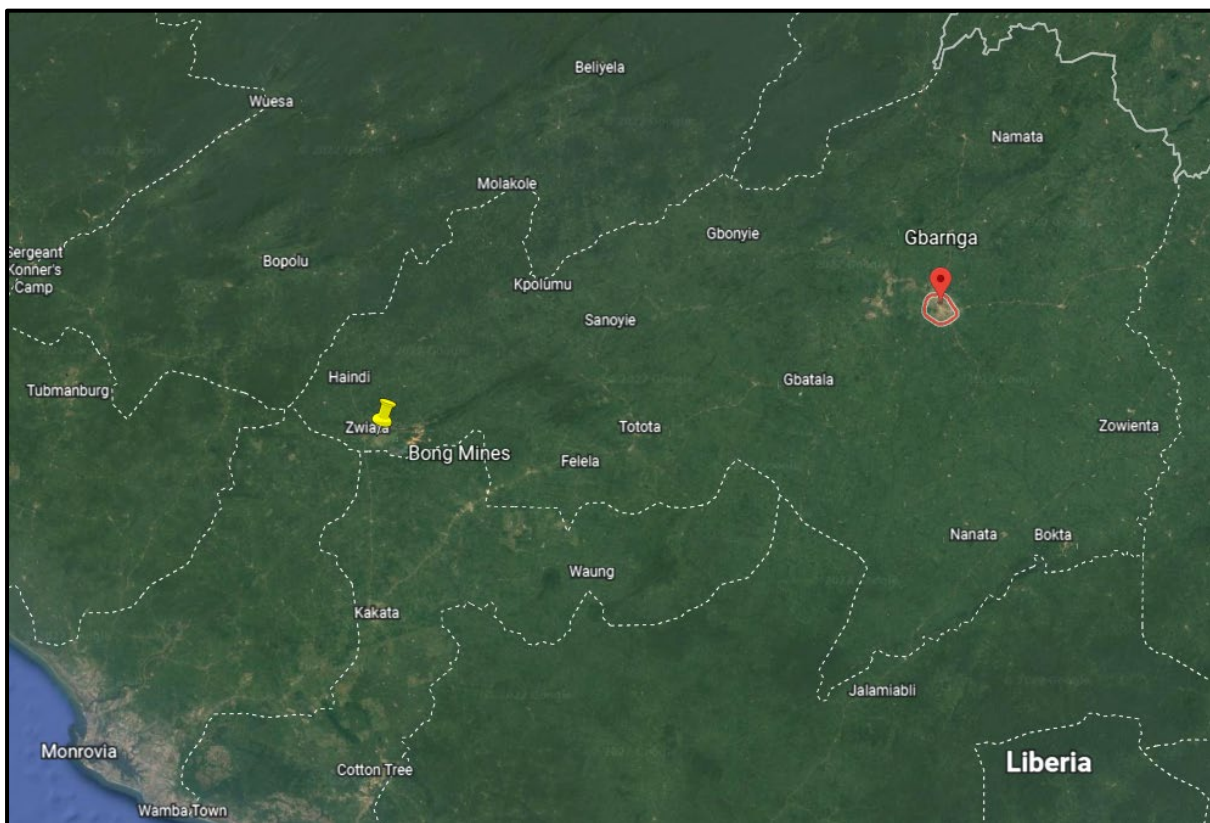 Beliyela
Wuesa
Namata
Molakole
Gbonyie
Gbarnga
Sergeant
Konner's
Camp
Bopolu
Kpolumu
Sanoyie
Haindi
Tubmanburg
Gbatala
Zwiaya
Totota
Zowienta
Bong Mines
Felela
Nanata
Bokta
Waung
Kakata
Jalamiabli
Monrovia
Liberia
Cotton Tree
Wamba Town